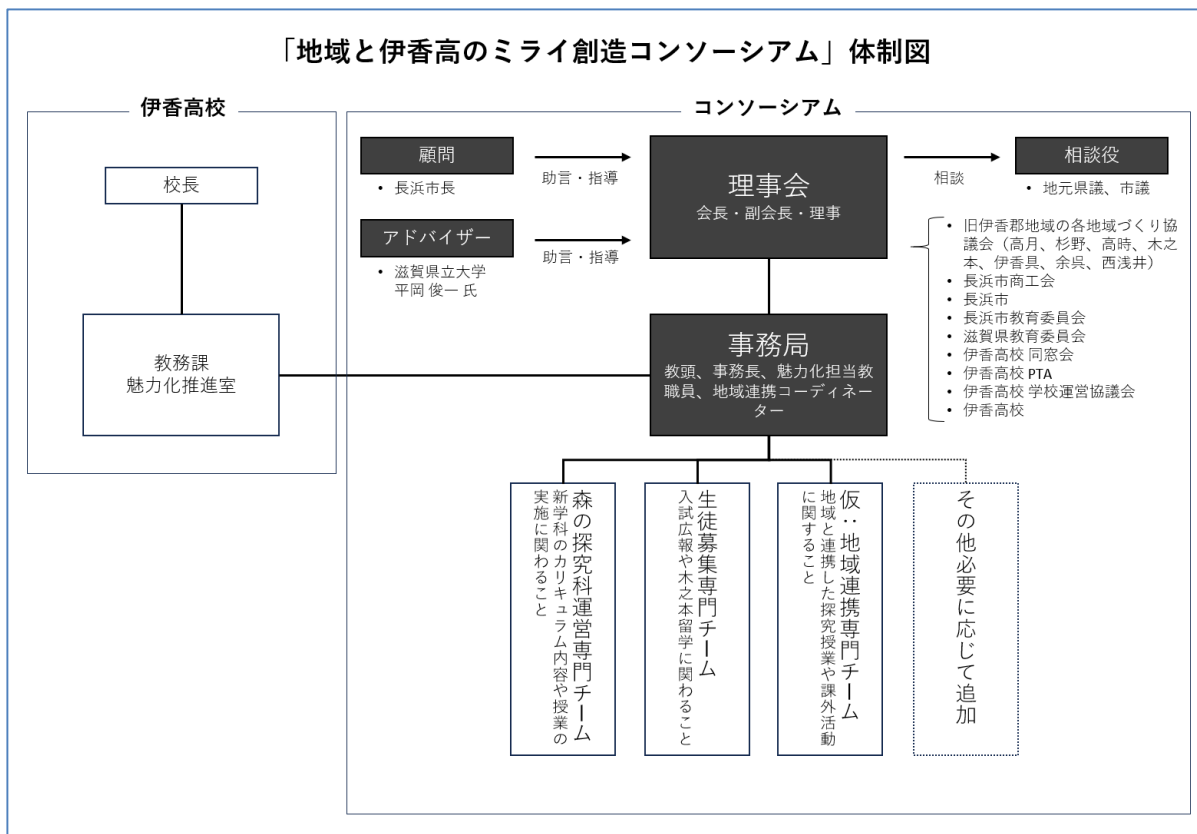 「地域と伊香高のミライ創造コンソーシアム」体制図
伊香高校
校長
教務課
魅力化推進室
コンソーシアム
顧問
• 長浜市長
助言・指導
アドバイザー
• 滋賀県立大学
平岡 俊一 氏
助言・指導
理事会
会長・副会長・理事
相談
相談役
• 地元県議、市議
• 旧伊香郡地域の各地域づくり協
議会（高月、杉野、高時、木之
本、伊香具、余呉、西浅井）
• 長浜市商工会
• 長浜市
• 長浜市教育委員会
• 滋賀県教育委員会
• 伊香高校 同窓会
• 伊香高校 PTA
• 伊香高校 学校運営協議会
• 伊香高校
事務局
教頭、事務長、魅力化担当教
職員、地域連携コーディネー
ター
森の探究科運営専門チーム
新学科のカリキュラム内容や授業の
実施に関わること
生徒募集専門チーム
入試広報や木之本留学に関わること
仮：地域連携専門チーム
地域と連携した探究授業や課外活動
に関すること
その他必要に応じて追加